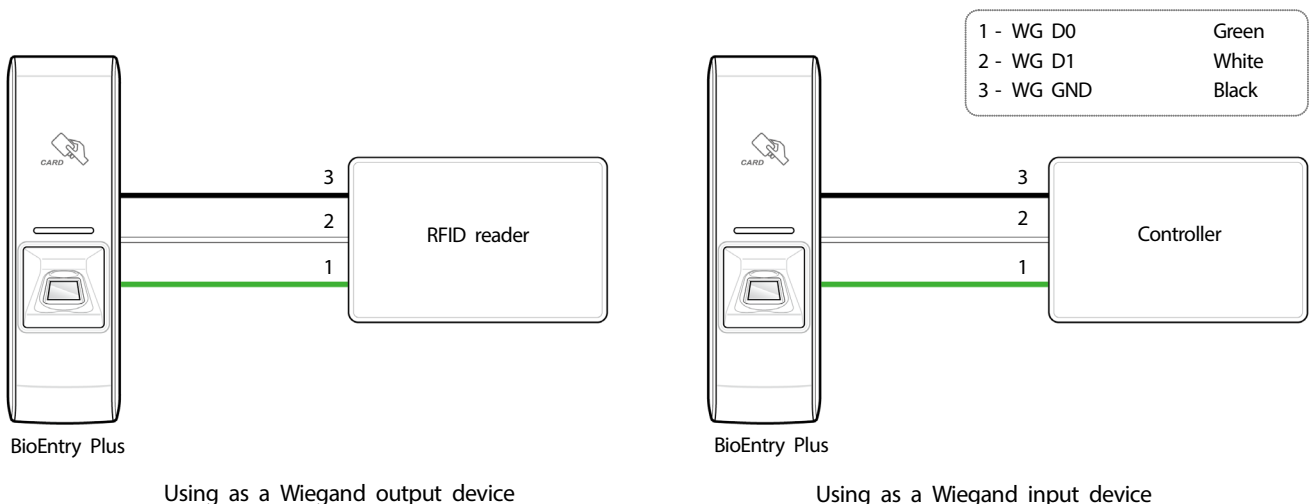 1 - WG D0 Green
2 - WG D1 White
3 - WG GND Black
CARD
3
2
1
RFID reader
BioEntry Plus
Using as a Wiegand output device
CARD
3
2
1
Controller
BioEntry Plus
Using as a Wiegand input device